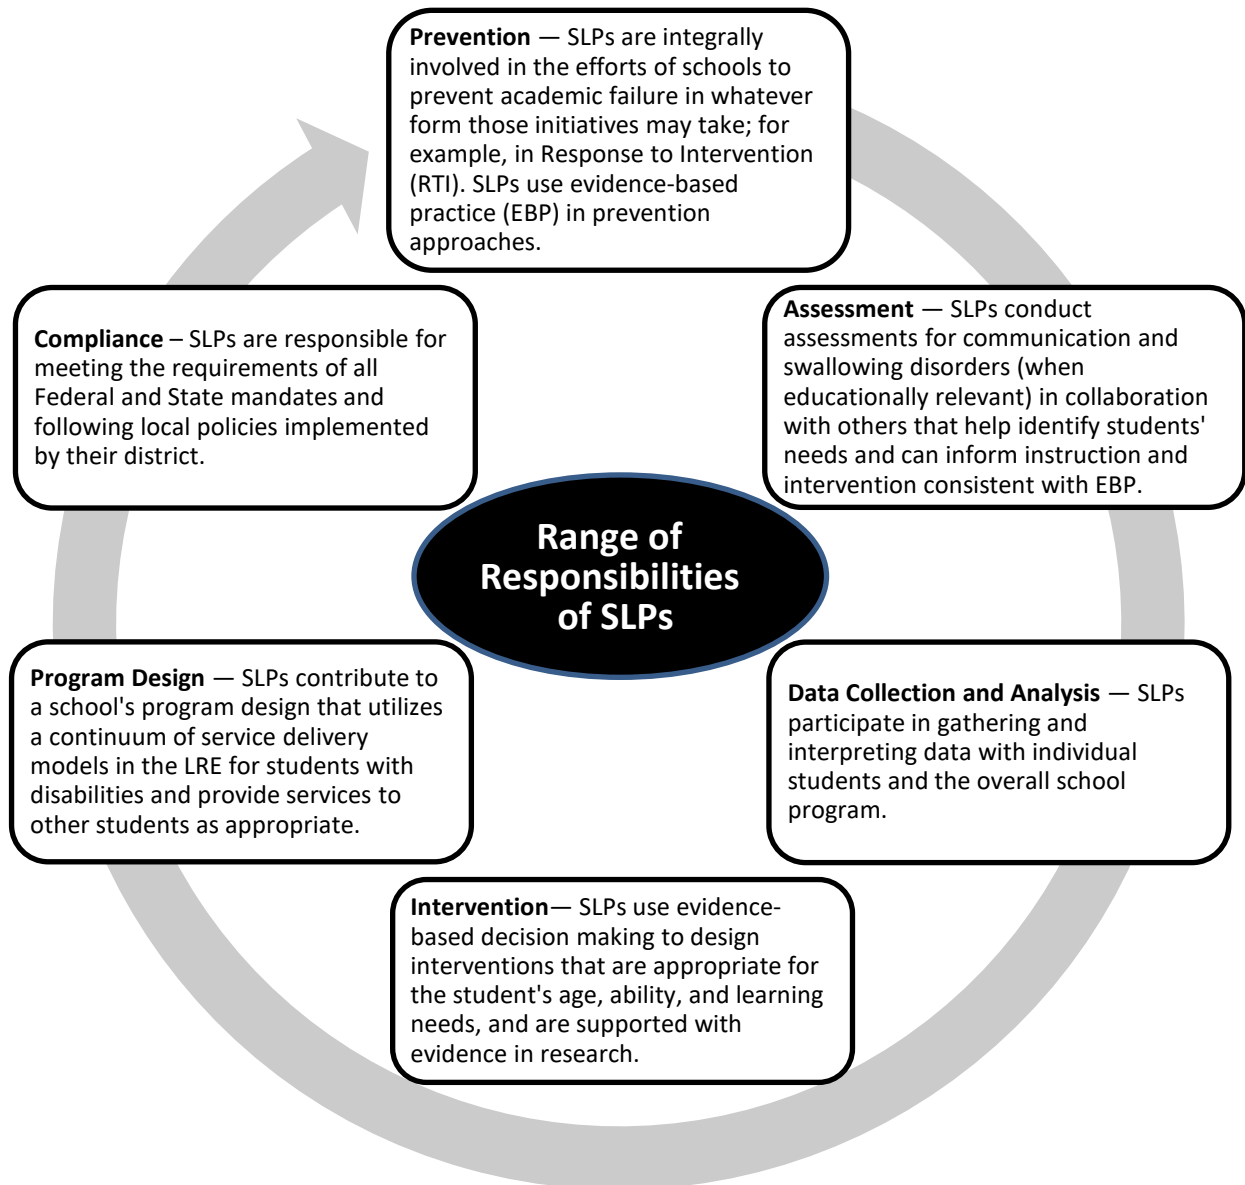 Prevention — SLPs are integrally
involved in the efforts of schools to
prevent academic failure in whatever
form those initiatives may take; for
example, in Response to Intervention
(RTI). SLPs use evidence-based
practice (EBP) in prevention
approaches.
Assessment — SLPs conduct
assessments for communication and
swallowing disorders (when
educationally relevant) in collaboration
with others that help identify students'
needs and can inform instruction and
intervention consistent with EBP.
Data Collection and Analysis — SLPs
participate in gathering and
interpreting data with individual
students and the overall school
program.
Intervention— SLPs use evidence-
based decision making to design
interventions that are appropriate for
the student's age, ability, and learning
needs, and are supported with
evidence in research.
Program Design — SLPs contribute to
a school's program design that utilizes
a continuum of service delivery
models in the LRE for students with
disabilities and provide services to
other students as appropriate.
Compliance – SLPs are responsible for
meeting the requirements of all
Federal and State mandates and
following local policies implemented
by their district.
Range of
Responsibilities
of SLPs